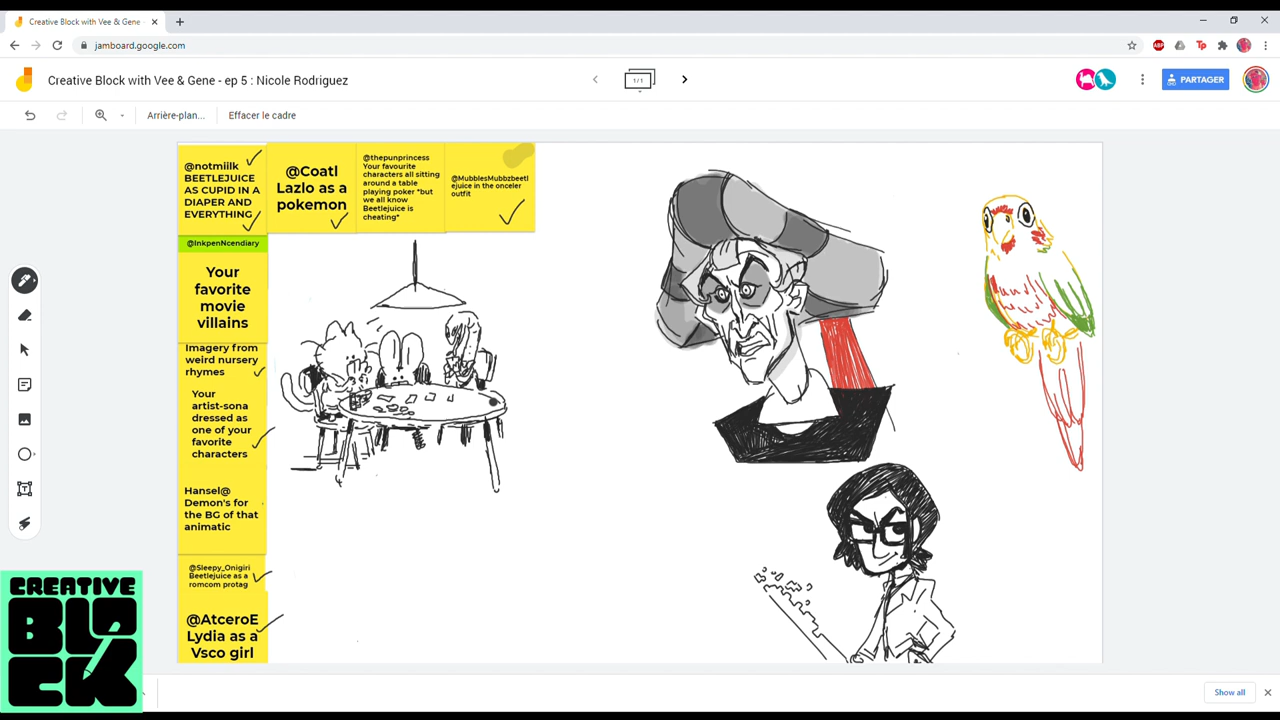 Creative Block with Vee & Gene -
jamboard.google.com
ABP
Tp
Creative Block with Vee & Gene - ep 5 : Nicole Rodriguez
1/1
PARTAGER
Arrière-plan...
Effacer le cadre
@notmiilk
BEETLEJUICE
AS CUPID IN A
DIAPER AND
EVERYTHING
@Coatl
Lazlo as a
pokemon
@thepunprincess
Your favourite
characters all sitting
around a table
playing poker *but
we all know
Beetlejuice is
cheating*
@MubblesMubbzbeetl
ejuice in the onceler
outfit
@InkpenNcendiary
Your
favorite
movie
villains
Imagery from
weird nursery
rhymes
Your
artist-sona
dressed as
one of your
favorite
characters
Hansel@
Demon's for
the BG of that
animatic
@Sleepy_Onigiri
Beetlejuice as a
romcom protag
@AtceroE
Lydia as a
Vsco girl
CREATIVE
BLOCK
Show all